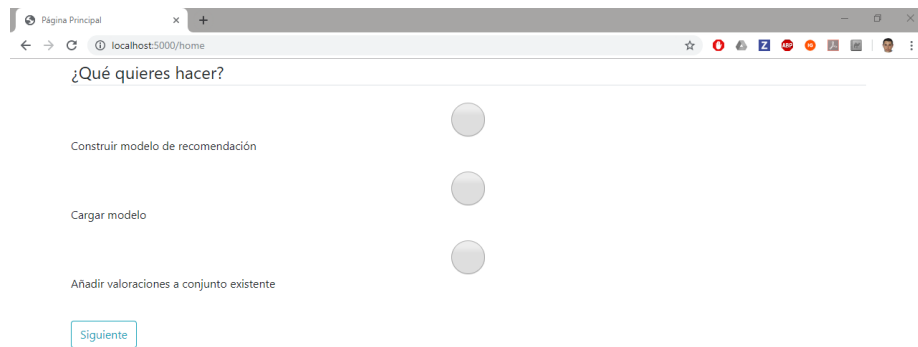 Página Principal
localhost:5000/home
ABP
¿Qué quieres hacer?
Construir modelo de recomendación
Cargar modelo
Añadir valoraciones a conjunto existente
Siguiente